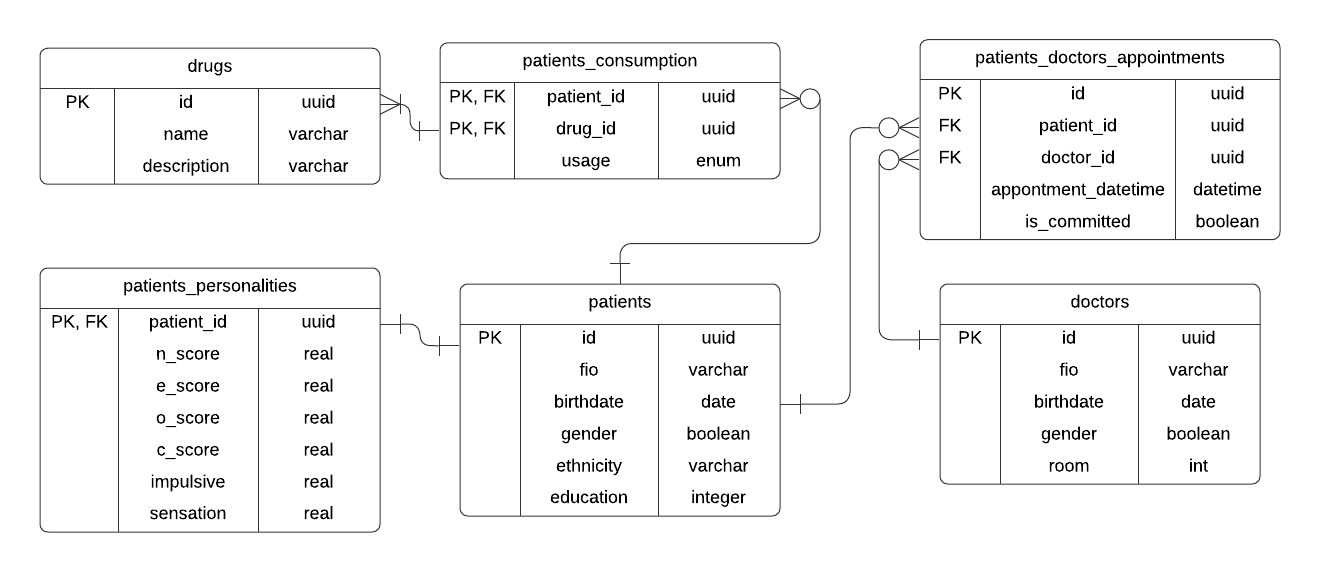 drugs
PK id uuid
name varchar
description varchar
patients_consumption
PK, FK patient_id uuid
PK, FK drug_id uuid
usage enum
patients_doctors_appointments
PK id uuid
FK patient_id uuid
FK doctor_id uuid
appontment_datetime datetime
is_committed boolean
patients_personalities
PK, FK patient_id uuid
n_score real
e_score real
o_score real
c_score real
impulsive real
sensation real
patients
PK id uuid
fio varchar
birthdate date
gender boolean
ethnicity varchar
education integer
doctors
PK id uuid
fio varchar
birthdate date
gender boolean
room int